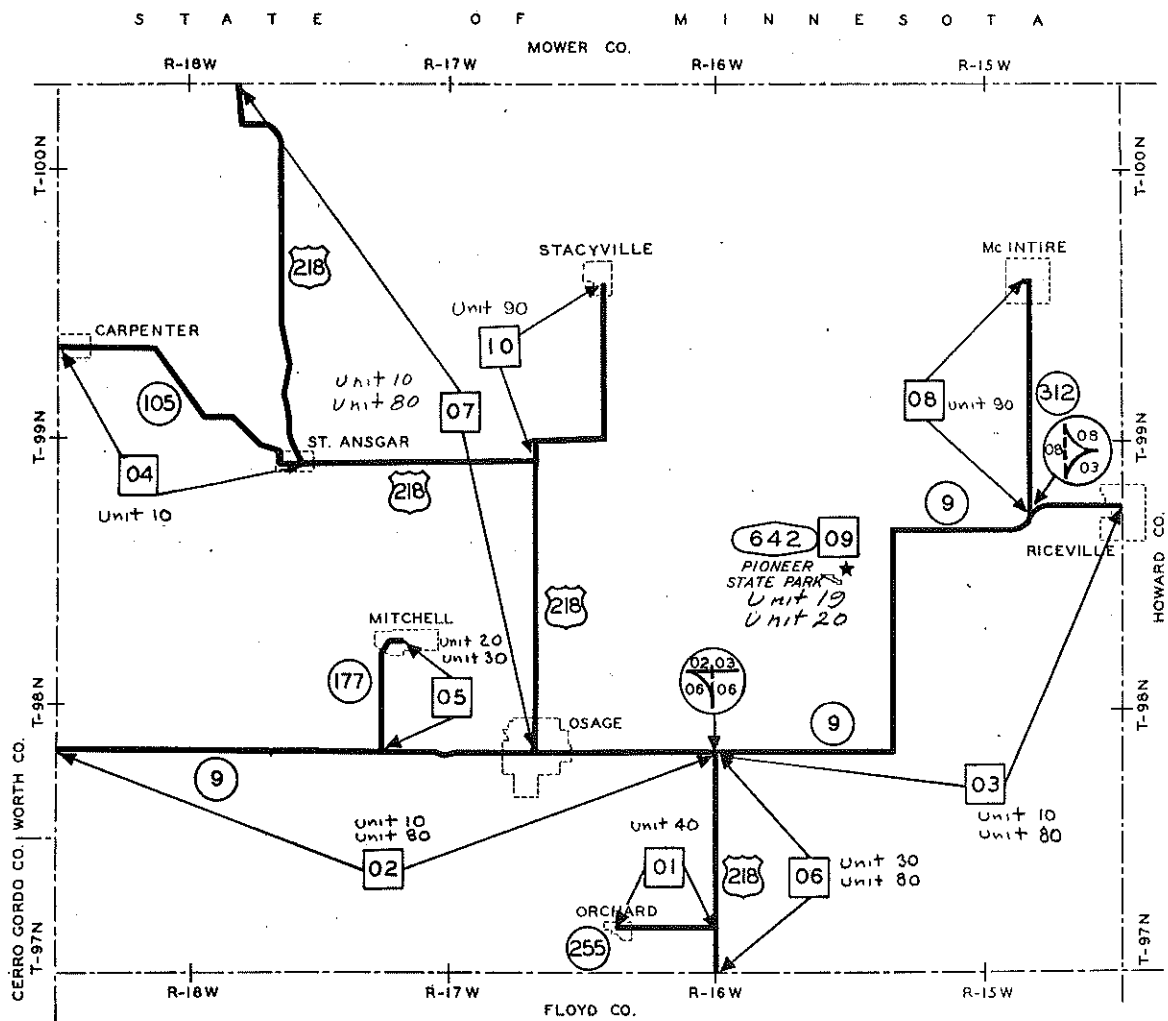 STATE OF MINNESOTA
MOWER CO.
R-18W R-17W R-16W R-15W
T-100N
T-100N
STACYVILLE
Mc INTIRE
218
Unit 90
10
CARPENTER
Unit 10
Unit 80
07
105
08
Unit 90
312
T-99N
ST. ANSGAR
T-99N
08 08
03
04
Unit 10
218
9
642
09
PIONEER
STATE PARK
Unit 19
Unit 20
RICEVILLE
HOWARD CO.
218
MITCHELL
Unit 20
Unit 30
177
05
02 03
06 06
T-98N
T-98N
OSAGE
9
9
WORTH CO.
03
Unit 10
Unit 80
Unit 10
Unit 80
02
Unit 40
01
218
06
Unit 30
Unit 80
ORCHARD
255
CERRO GORDO CO.
T-97N
T-97N
R-18W R-17W R-16W R-15W
FLOYD CO.